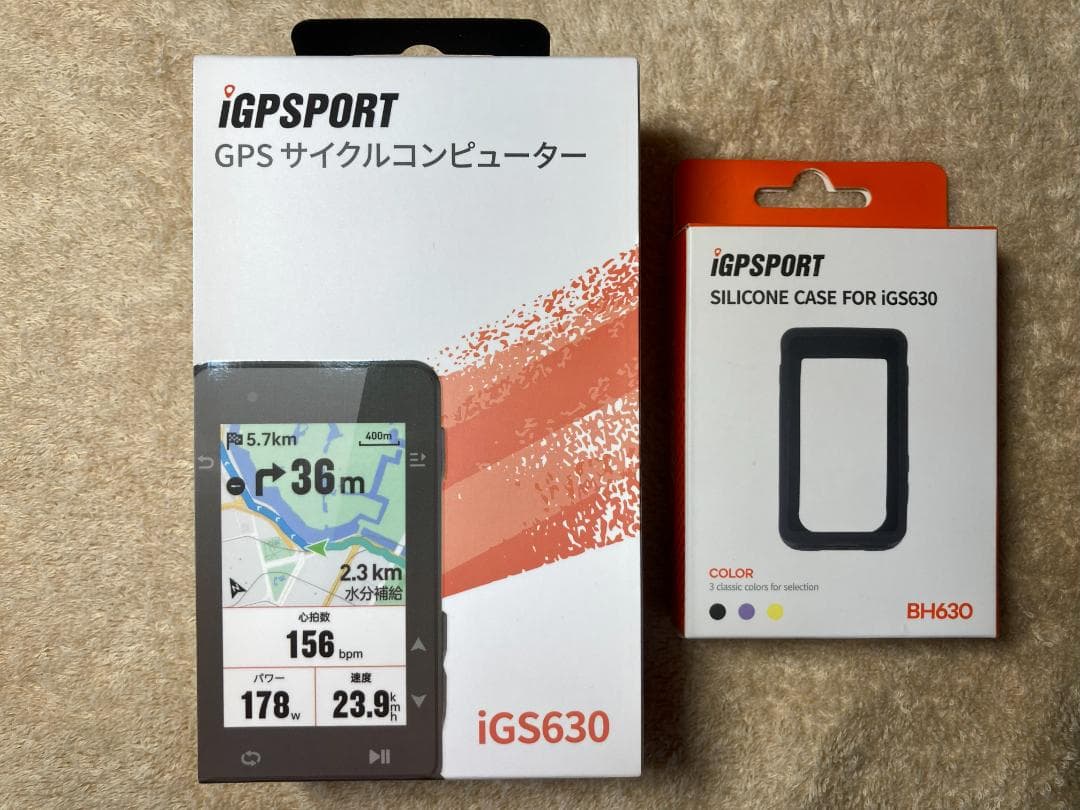 iGPSPORT
GPS サイクルコンピューター
5.7km
400m
36 m
2.3 km
水分補給
心拍数
156 bpm
パワー
速度
178 w
23.9 km h
iGS630
iGPSPORT
SILICONE CASE FOR iGS630
COLOR
3 classic colors for selection
BH630